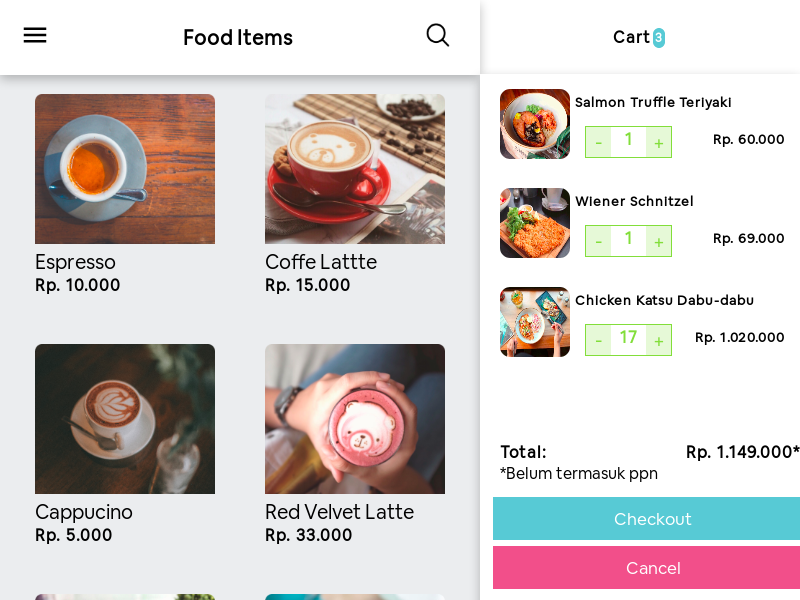 Food Items
Espresso
Rp. 10.000
Coffe Lattte
Rp. 15.000
Cappucino
Rp. 5.000
Red Velvet Latte
Rp. 33.000
Cart 3
Salmon Truffle Teriyaki
- 1 + Rp. 60.000
Wiener Schnitzel
- 1 + Rp. 69.000
Chicken Katsu Dabu-dabu
- 17 + Rp. 1.020.000
Total: Rp. 1.149.000*
*Belum termasuk ppn
Checkout
Cancel